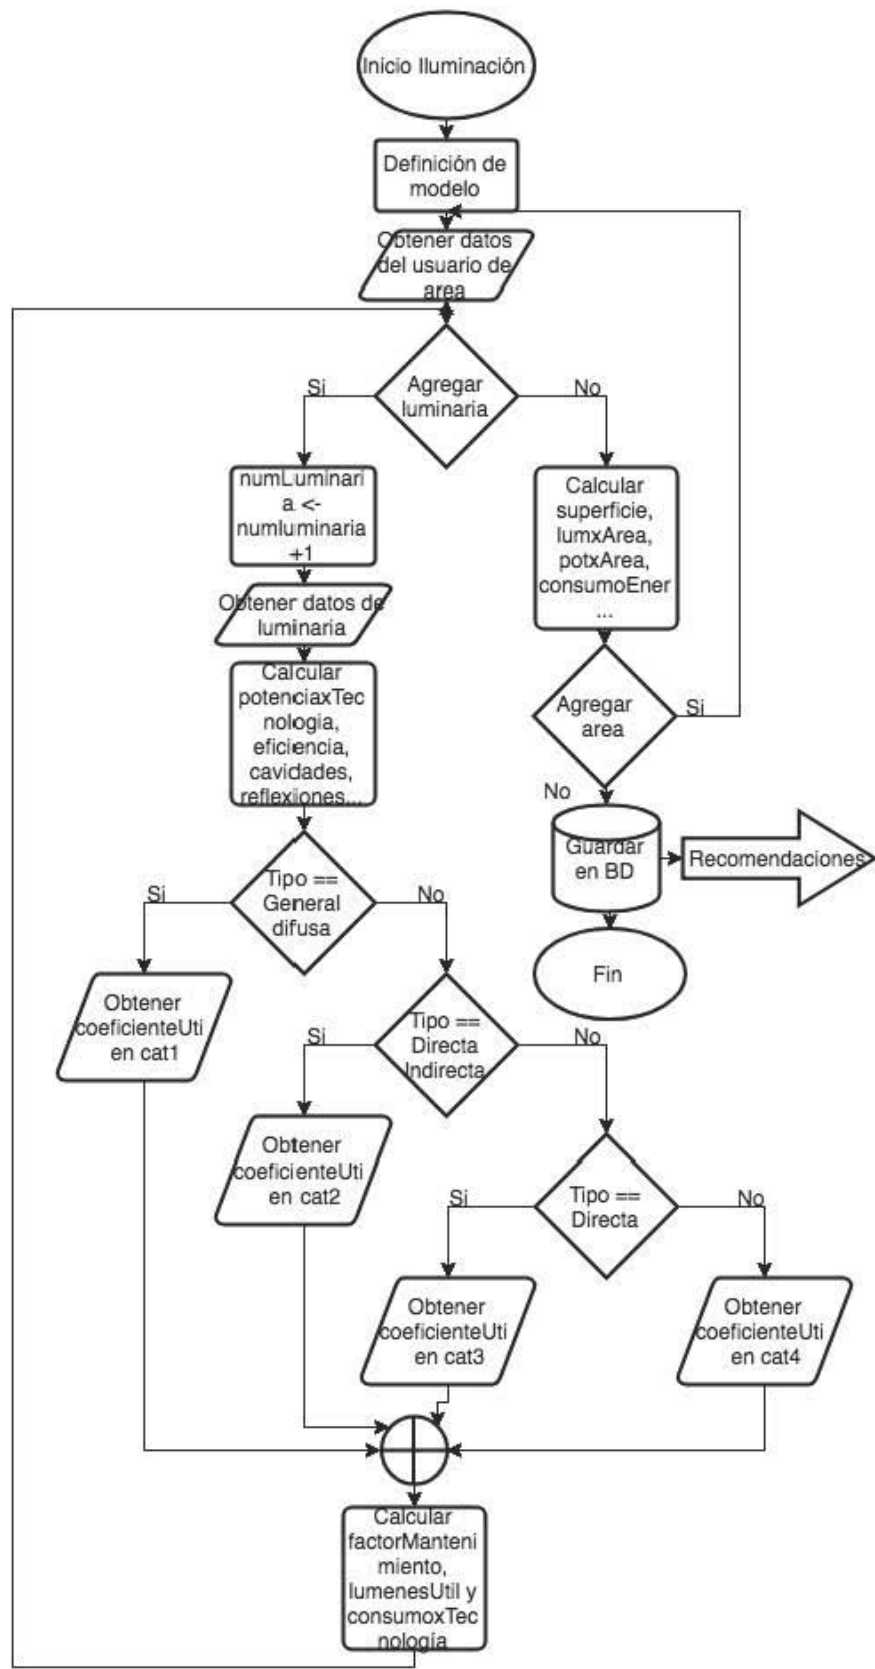 Inicio Iluminación
Definición de
modelo
Obtener datos
del usuario de
area
Agregar
luminaria
Si
No
numLuminari
a <-
numluminaria
+1
Calcular
superficie,
lumxArea,
potxArea,
consumoEner
...
Obtener datos de
luminaria
Calcular
potenciaxTec
nologia,
eficiencia,
cavidades,
reflexiones...
Agregar
area
Si
No
Guardar
en BD
Recomendaciones
Fin
Tipo ==
General
difusa
Si
No
Obtener
coeficienteUti
en cat1
Tipo ==
Directa
Indirecta
Si
No
Obtener
coeficienteUti
en cat2
Tipo ==
Directa
Si
No
Obtener
coeficienteUti
en cat3
Obtener
coeficienteUti
en cat4
Calcular
factorManteni
miento,
lumenesUtil y
consumoxTec
nología